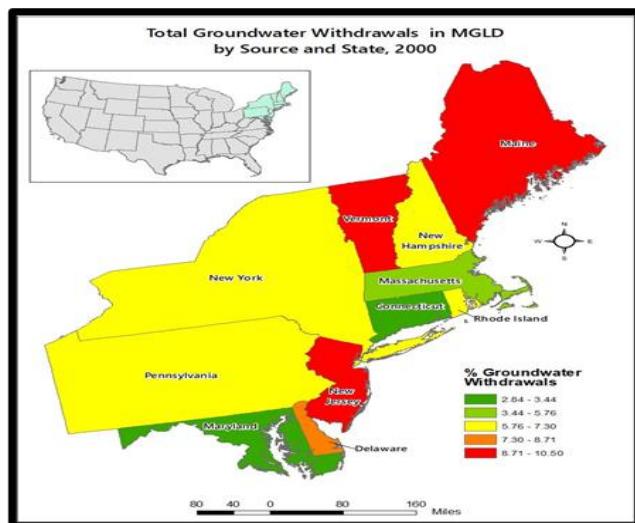 Total Groundwater Withdrawals in MGLD
by Source and State, 2000
Maine
Vermont
New
Hampshire
New York
Massachusetts
Connecticut
Rhode Island
Pennsylvania
New
Jersey
Maryland
Delaware
N
W
E
S
% Groundwater
Withdrawals
2.84 - 3.44
3.44 - 5.76
5.76 - 7.30
7.30 - 8.71
8.71 - 10.50
80 40 0 80 160
Miles